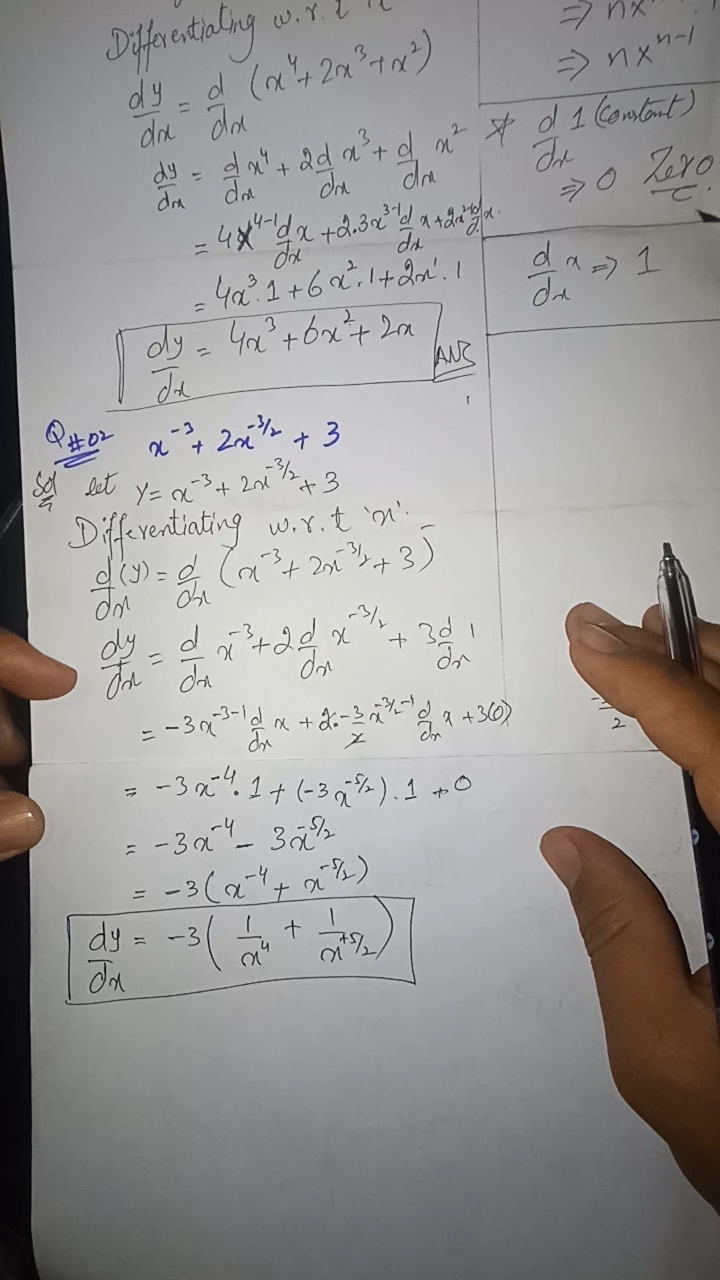 Differentiating w.r.t
dy/dx = d/dx (x⁴+2x³+x²)
dy/dx = d/dx x⁴ + 2d/dx x³ + d/dx x²
= 4x⁴⁻¹ d/dx x + 2.3x³⁻¹ d/dx x + 2x²⁻¹ d/dx x.
= 4x³.1 + 6x².1 + 2x¹.1
dy/dx = 4x³+6x²+2x
ANS
⇒ nx
⇒ nxⁿ⁻¹
* d/dx 1 (Constant)
⇒ 0 Zero
d/dx x ⇒ 1
Q#02 x⁻³ + 2x^(-3/2) + 3
Sol let y = x⁻³ + 2x^(-3/2) + 3
Differentiating w.r.t 'x'.
d/dx (y) = d/dx (x⁻³ + 2x^(-3/2) + 3)
dy/dx = d/dx x⁻³ + 2d/dx x^(-3/2) + 3d/dx 1
= -3x⁻³⁻¹ d/dx x + 2.-3/2 x^(-3/2-1) d/dx x + 3(0)
= -3x⁻⁴.1 + (-3x^(-5/2)).1 + 0
= -3x⁻⁴ - 3x^(-5/2)
= -3(x⁻⁴ + x^(-5/2))
dy/dx = -3(1/x⁴ + 1/x^(+5/2))